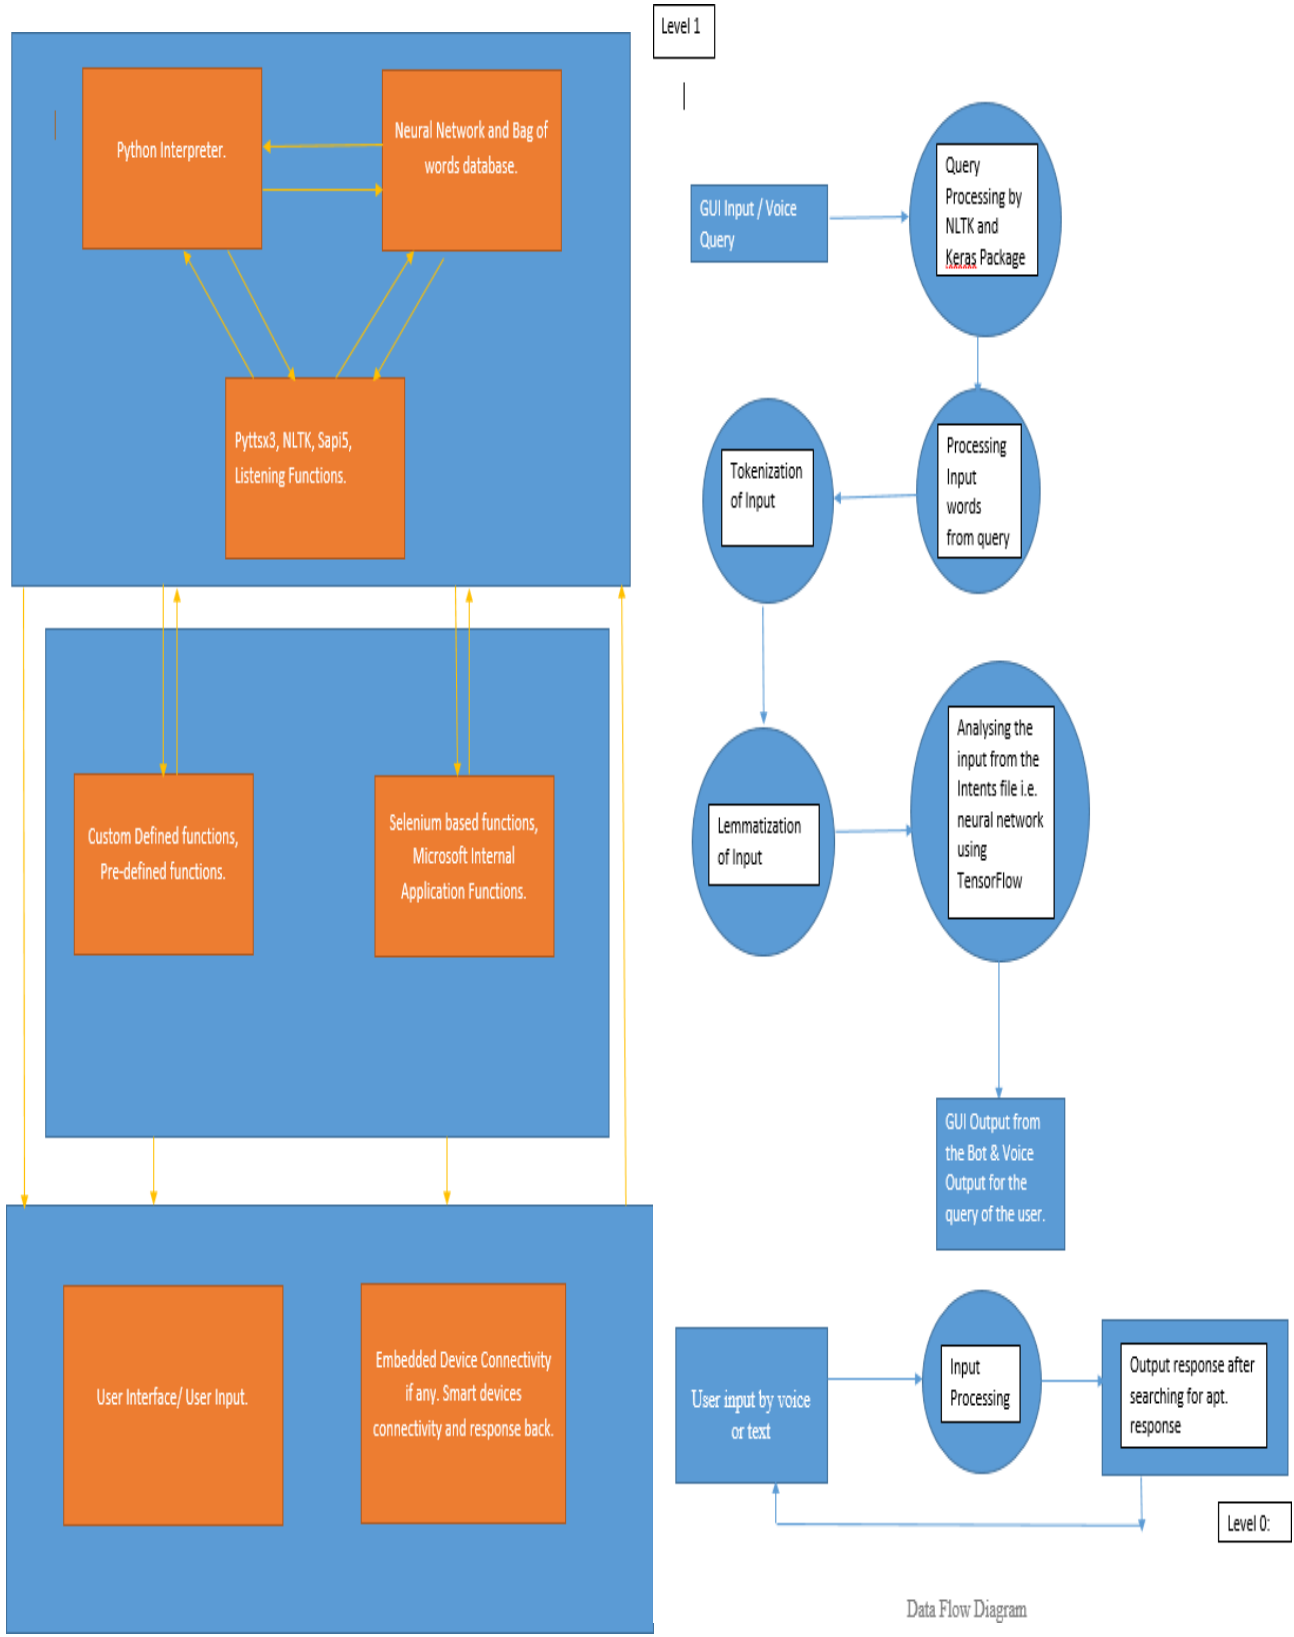 Python Interpreter.
Neural Network and Bag of
words database.
Pyttsx3, NLTK, Sapi5,
Listening Functions.
Custom Defined functions,
Pre-defined functions.
Selenium based functions,
Microsoft Internal
Application Functions.
User Interface/ User Input.
Embedded Device Connectivity
if any. Smart devices
connectivity and response back.
Level 1
GUI Input / Voice
Query
Query
Processing by
NLTK and
Keras Package
Processing
Input
words
from query
Tokenization
of Input
Lemmatization
of Input
Analysing the
input from the
Intents file i.e.
neural network
using
TensorFlow
GUI Output from
the Bot & Voice
Output for the
query of the user.
User input by voice
or text
Input
Processing
Output response after
searching for apt.
response
Level 0:
Data Flow Diagram